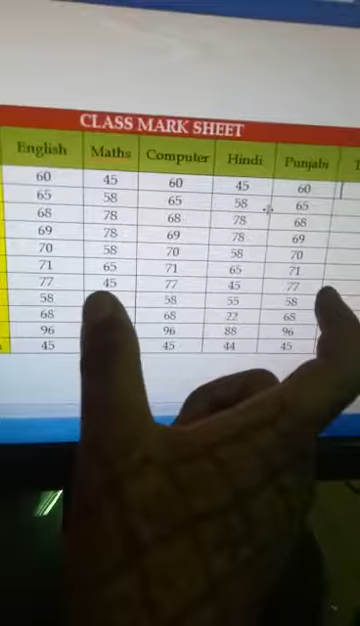 CLASS MARK SHEET
English Maths Computer Hindi Punjabi
60 45 60 45 60
65 58 65 58 65
68 78 68 78 68
69 78 69 78 69
70 58 70 58 70
71 65 71 65 71
77 45 77 45 77
58 58 55 58
68 68 22 68
96 96 88 96
45 45 44 45